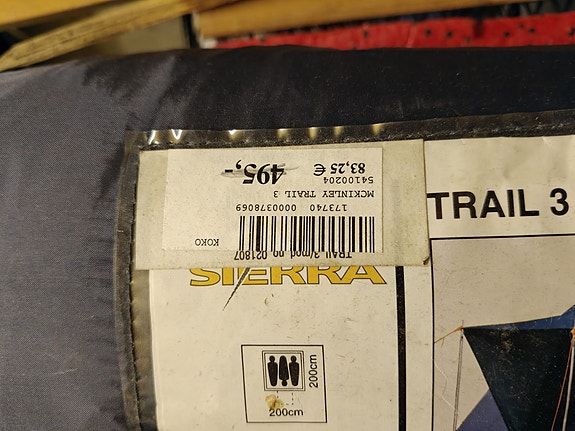 TRAIL 3/mod. no 021807
KOKO
173740 0000378069
MCKINLEY TRAIL 3
54100204
83,25 €
495,-
TRAIL 3
SIERRA
200cm
200cm